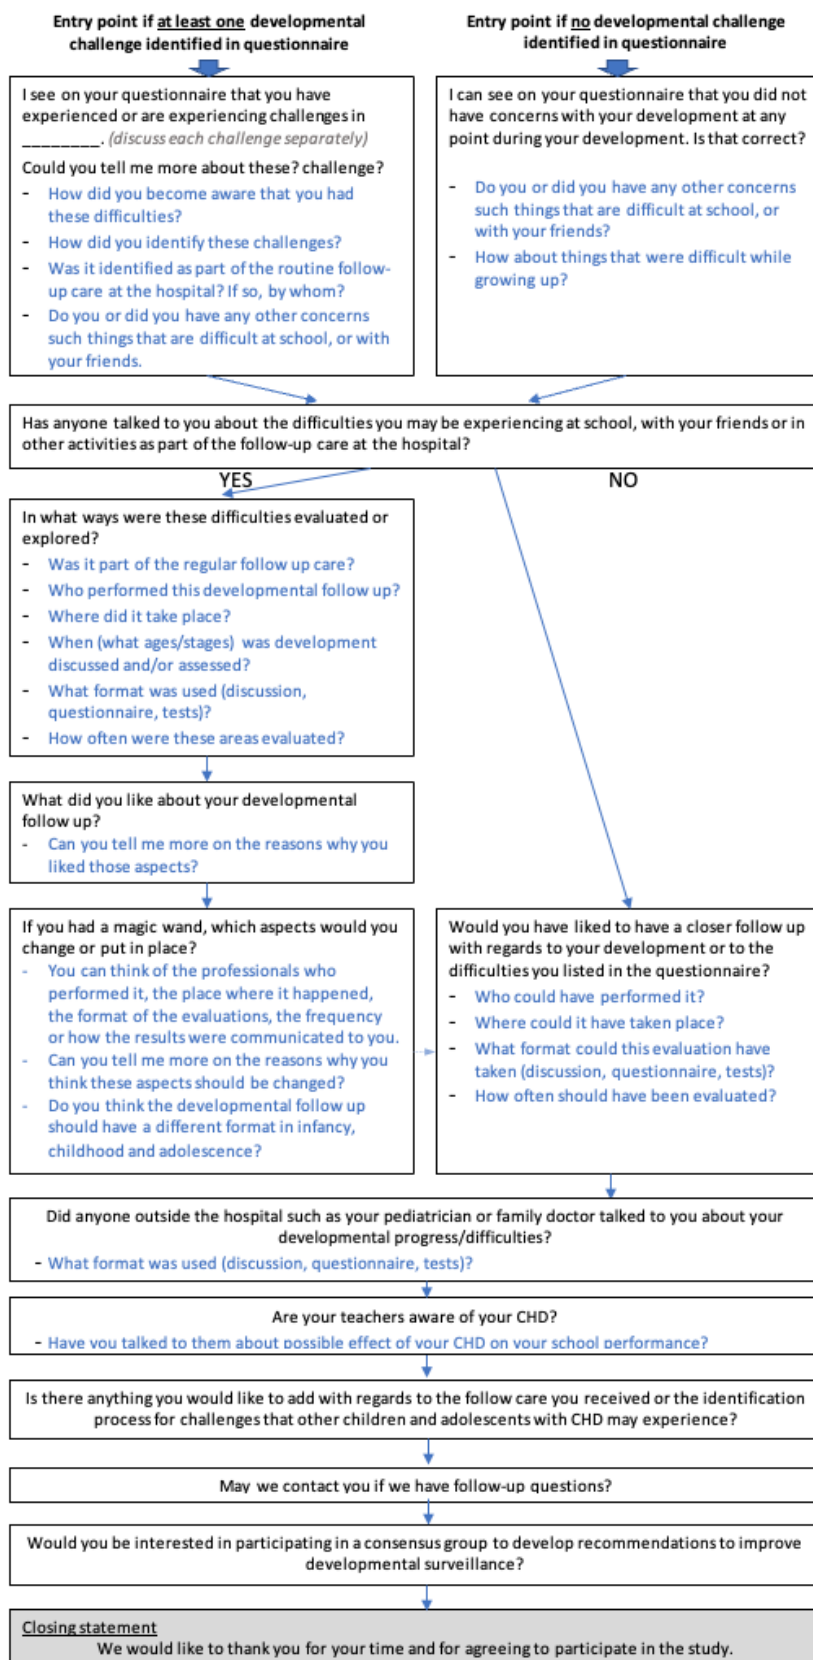 Entry point if at least one developmental
challenge identified in questionnaire
Entry point if no developmental challenge
identified in questionnaire
I see on your questionnaire that you have
experienced or are experiencing challenges in
________. (discuss each challenge separately)
Could you tell me more about these? challenge?
- How did you become aware that you had
these difficulties?
- How did you identify these challenges?
- Was it identified as part of the routine follow-
up care at the hospital? If so, by whom?
- Do you or did you have any other concerns
such things that are difficult at school, or with
your friends.
I can see on your questionnaire that you did not
have concerns with your development at any
point during your development. Is that correct?
- Do you or did you have any other concerns
such things that are difficult at school, or
with your friends?
- How about things that were difficult while
growing up?
Has anyone talked to you about the difficulties you may be experiencing at school, with your friends or in
other activities as part of the follow-up care at the hospital?
YES
NO
In what ways were these difficulties evaluated or
explored?
- Was it part of the regular follow up care?
- Who performed this developmental follow up?
- Where did it take place?
- When (what ages/stages) was development
discussed and/or assessed?
- What format was used (discussion,
questionnaire, tests)?
- How often were these areas evaluated?
What did you like about your developmental
follow up?
- Can you tell me more on the reasons why you
liked those aspects?
If you had a magic wand, which aspects would you
change or put in place?
- You can think of the professionals who
performed it, the place where it happened,
the format of the evaluations, the frequency
or how the results were communicated to you.
- Can you tell me more on the reasons why you
think these aspects should be changed?
- Do you think the developmental follow up
should have a different format in infancy,
childhood and adolescence?
Would you have liked to have a closer follow up
with regards to your development or to the
difficulties you listed in the questionnaire?
- Who could have performed it?
- Where could it have taken place?
- What format could this evaluation have
taken (discussion, questionnaire, tests)?
- How often should have been evaluated?
Did anyone outside the hospital such as your pediatrician or family doctor talked to you about your
developmental progress/difficulties?
- What format was used (discussion, questionnaire, tests)?
Are your teachers aware of your CHD?
- Have you talked to them about possible effect of your CHD on your school performance?
Is there anything you would like to add with regards to the follow care you received or the identification
process for challenges that other children and adolescents with CHD may experience?
May we contact you if we have follow-up questions?
Would you be interested in participating in a consensus group to develop recommendations to improve
developmental surveillance?
Closing statement
We would like to thank you for your time and for agreeing to participate in the study.